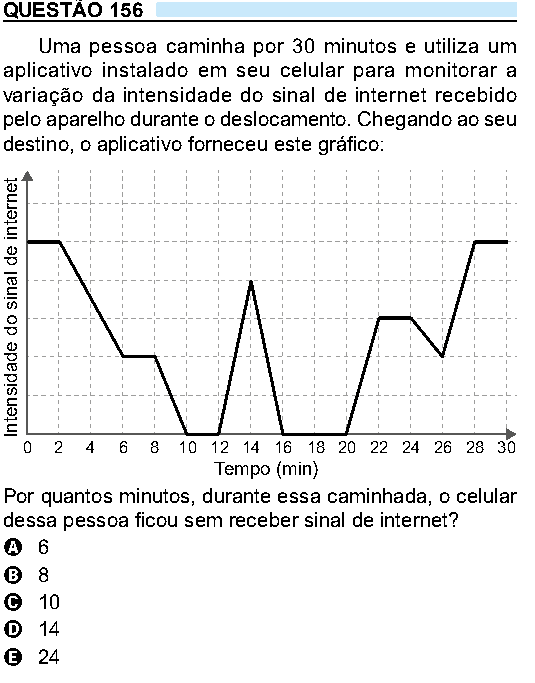 QUESTÃO 156
Uma pessoa caminha por 30 minutos e utiliza um
aplicativo instalado em seu celular para monitorar a
variação da intensidade do sinal de internet recebido
pelo aparelho durante o deslocamento. Chegando ao seu
destino, o aplicativo forneceu este gráfico:
Intensidade do sinal de internet
0 2 4 6 8 10 12 14 16 18 20 22 24 26 28 30
Tempo (min)
Por quantos minutos, durante essa caminhada, o celular
dessa pessoa ficou sem receber sinal de internet?
A 6
B 8
C 10
D 14
E 24